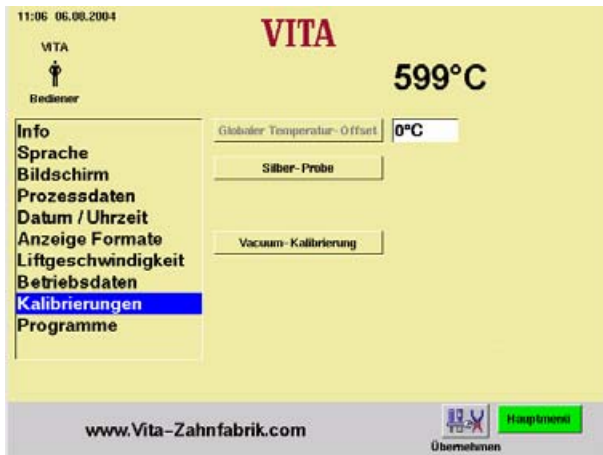 11:06 06.08.2004
VITA
VITA
599°C
Bediener
Info
Sprache
Bildschirm
Prozessdaten
Datum / Uhrzeit
Anzeige Formate
Liftgeschwindigkeit
Betriebsdaten
Kalibrierungen
Programme
Globaler Temperatur-Offset
0°C
Silber-Probe
Vacuum-Kalibrierung
www.Vita-Zahnfabrik.com
Übernehmen
Hauptmenü